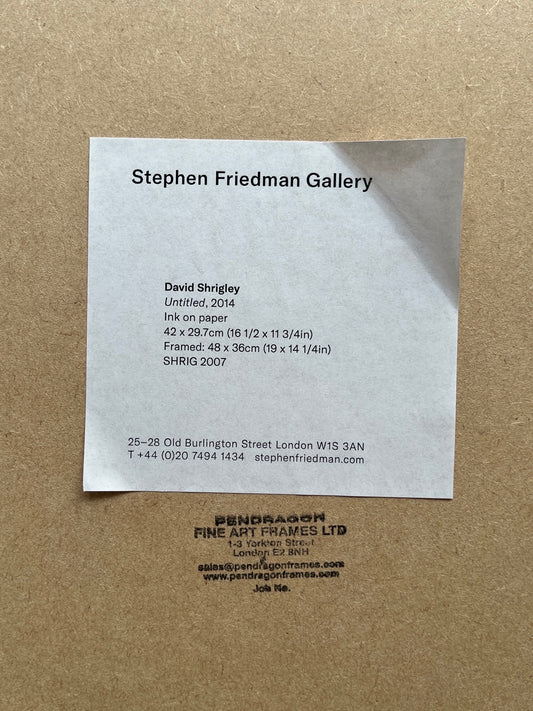 Stephen Friedman Gallery
David Shrigley
Untitled, 2014
Ink on paper
42 x 29.7cm (16 1/2 x 11 3/4in)
Framed: 48 x 36cm (19 x 14 1/4in)
SHRIG 2007
25–28 Old Burlington Street London W1S 3AN
T +44 (0)20 7494 1434 stephenfriedman.com
PENDRAGON
FINE ART FRAMES LTD
1-3 Yorkton Street
London E2 8NH
sales@pendragonframes.com
www.pendragonframes.com
Job No.